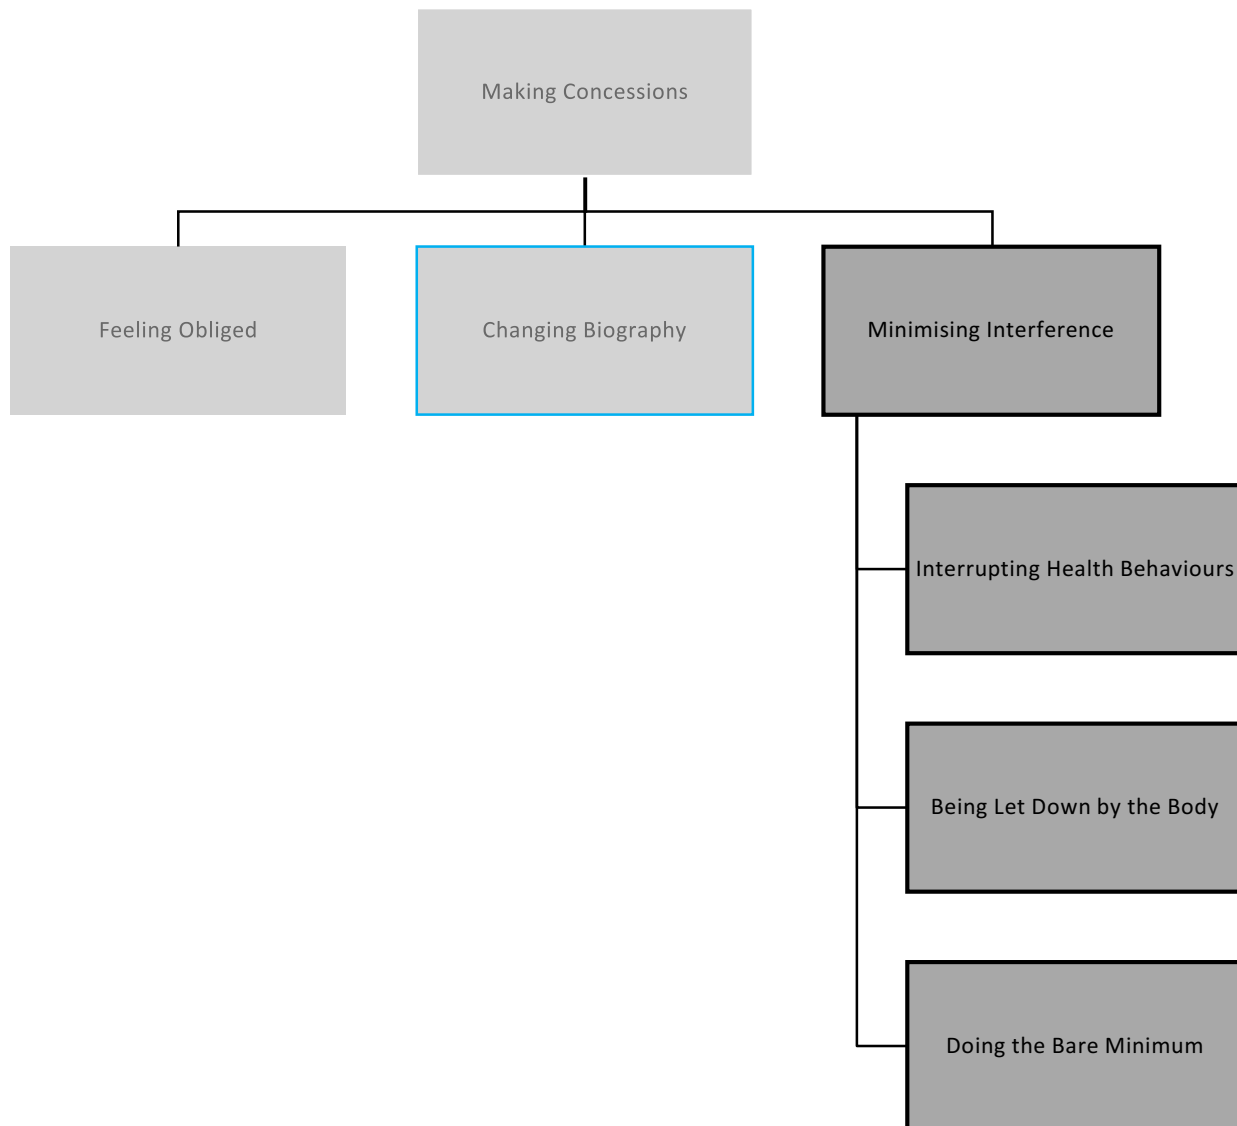 Making Concessions
Feeling Obliged
Changing Biography
Minimising Interference
Interrupting Health Behaviours
Being Let Down by the Body
Doing the Bare Minimum